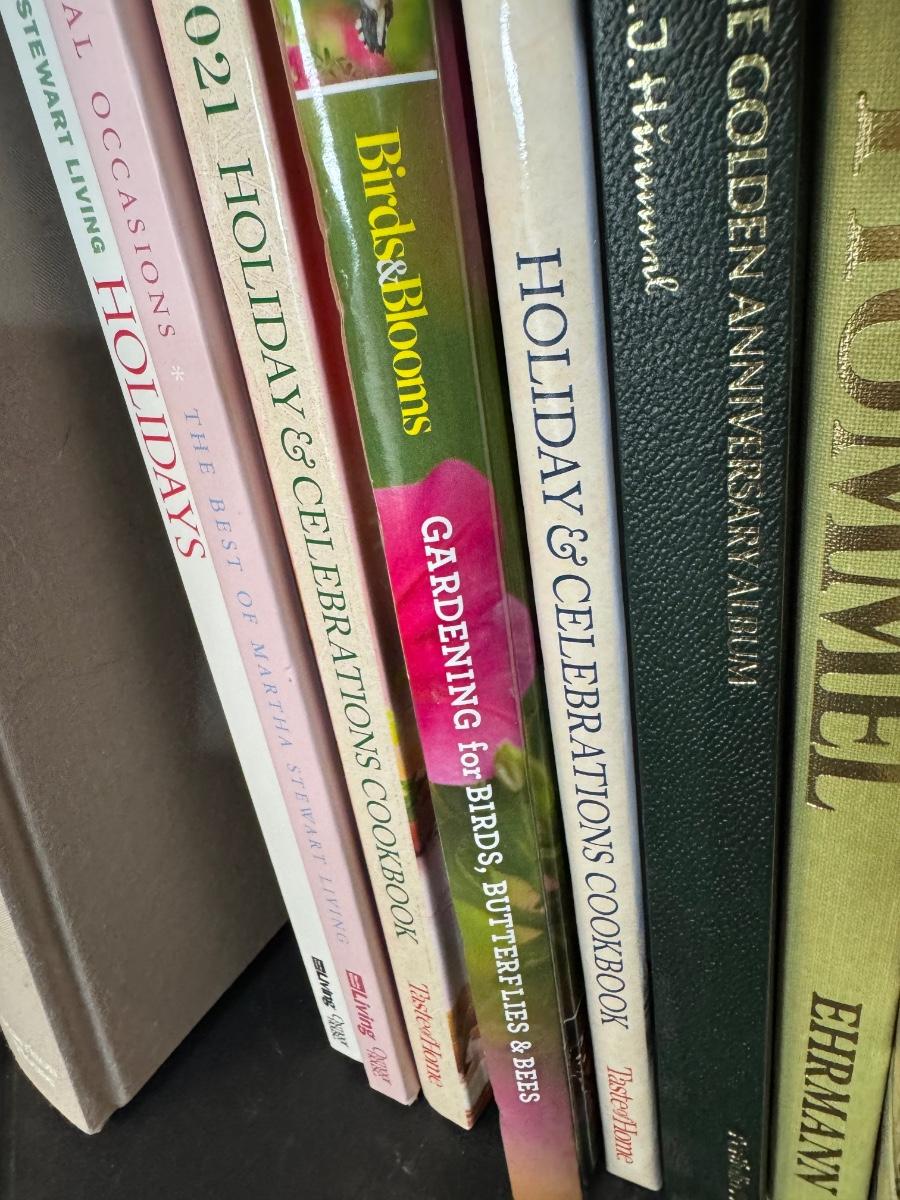 STEWART LIVING HOLIDAYS
Living
AL OCCASIONS * THE BEST OF MARTHA STEWART LIVING
Living
021 HOLIDAY & CELEBRATIONS COOKBOOK
Taste of Home
Birds&Blooms
GARDENING for BIRDS, BUTTERFLIES & BEES
HOLIDAY & CELEBRATIONS COOKBOOK
Taste of Home
.J. Hummel
E GOLDEN ANNIVERSARY ALBUM
HUMMEL
EHRMANN